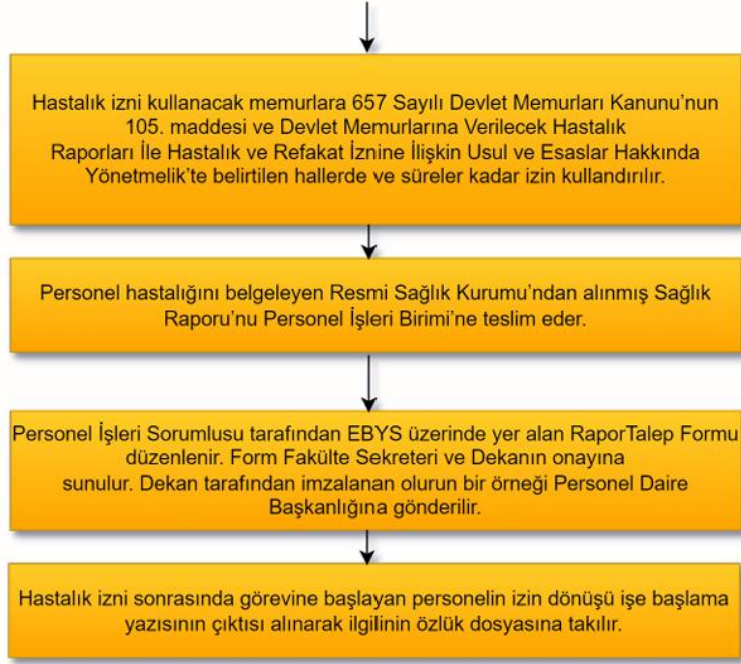 Hastalık izni kullanacak memurlara 657 Sayılı Devlet Memurları Kanunu'nun
105. maddesi ve Devlet Memurlarına Verilecek Hastalık
Raporları İle Hastalık ve Refakat İznine İlişkin Usul ve Esaslar Hakkında
Yönetmelik'te belirtilen hallerde ve süreler kadar izin kullandırılır.
Personel hastalığını belgeleyen Resmi Sağlık Kurumu'ndan alınmış Sağlık
Raporu'nu Personel İşleri Birimi'ne teslim eder.
Personel İşleri Sorumlusu tarafından EBYS üzerinde yer alan RaporTalep Formu
düzenlenir. Form Fakülte Sekreteri ve Dekanın onayına
sunulur. Dekan tarafından imzalanan olurun bir örneği Personel Daire
Başkanlığına gönderilir.
Hastalık izni sonrasında görevine başlayan personelin izin dönüşü işe başlama
yazısının çıktısı alınarak ilgilinin özlük dosyasına takılır.